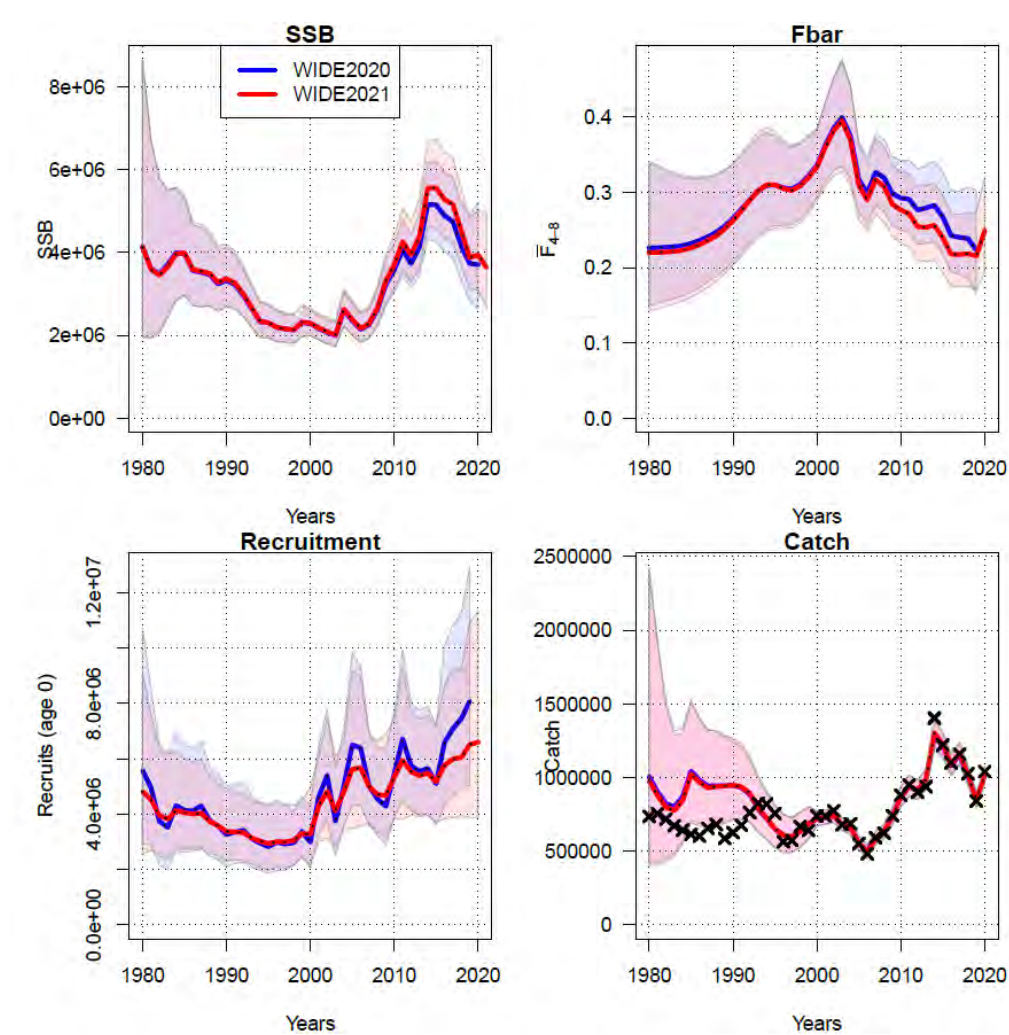 SSB
SSB
8e+06
6e+06
4e+06
2e+06
0e+00
WIDE2020
WIDE2021
1980 1990 2000 2010 2020
Years
Fbar
F̅4–8
0.4
0.3
0.2
0.1
0.0
1980 1990 2000 2010 2020
Years
Recruitment
Recruits (age 0)
1.2e+07
8.0e+06
4.0e+06
0.0e+00
1980 1990 2000 2010 2020
Years
Catch
Catch
2500000
2000000
1500000
1000000
500000
0
1980 1990 2000 2010 2020
Years